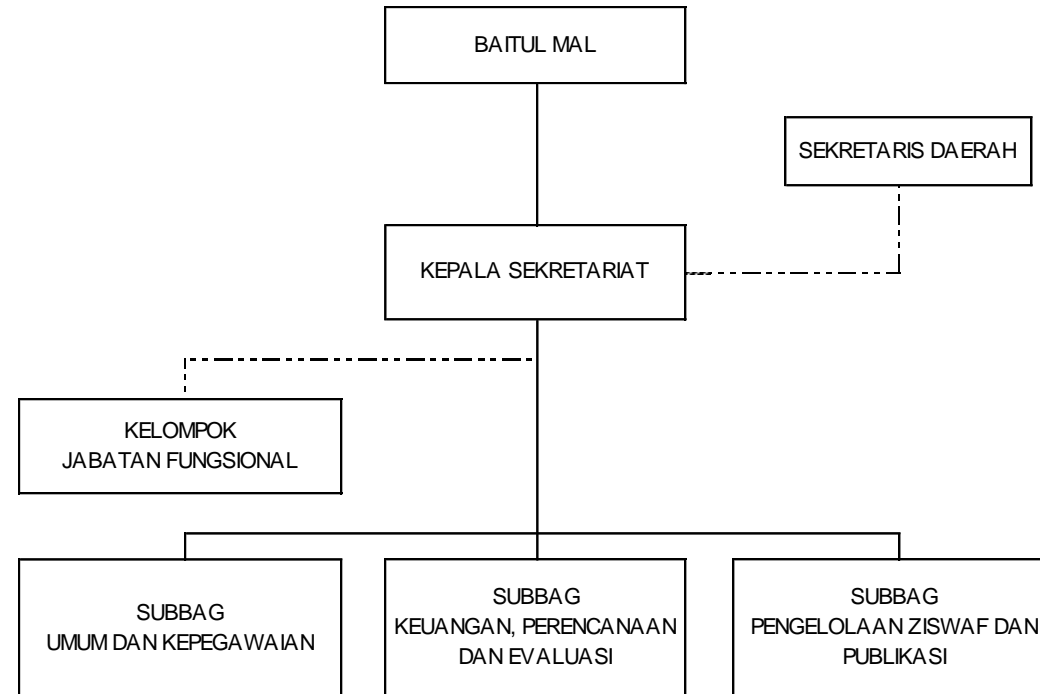 BAITUL MAL
SEKRETARIS DAERAH
KEPALA SEKRETARIAT
KELOMPOK
JABATAN FUNGSIONAL
SUBBAG
UMUM DAN KEPEGAWAIAN
SUBBAG
KEUANGAN, PERENCANAAN
DAN EVALUASI
SUBBAG
PENGELOLAAN ZISWAF DAN
PUBLIKASI